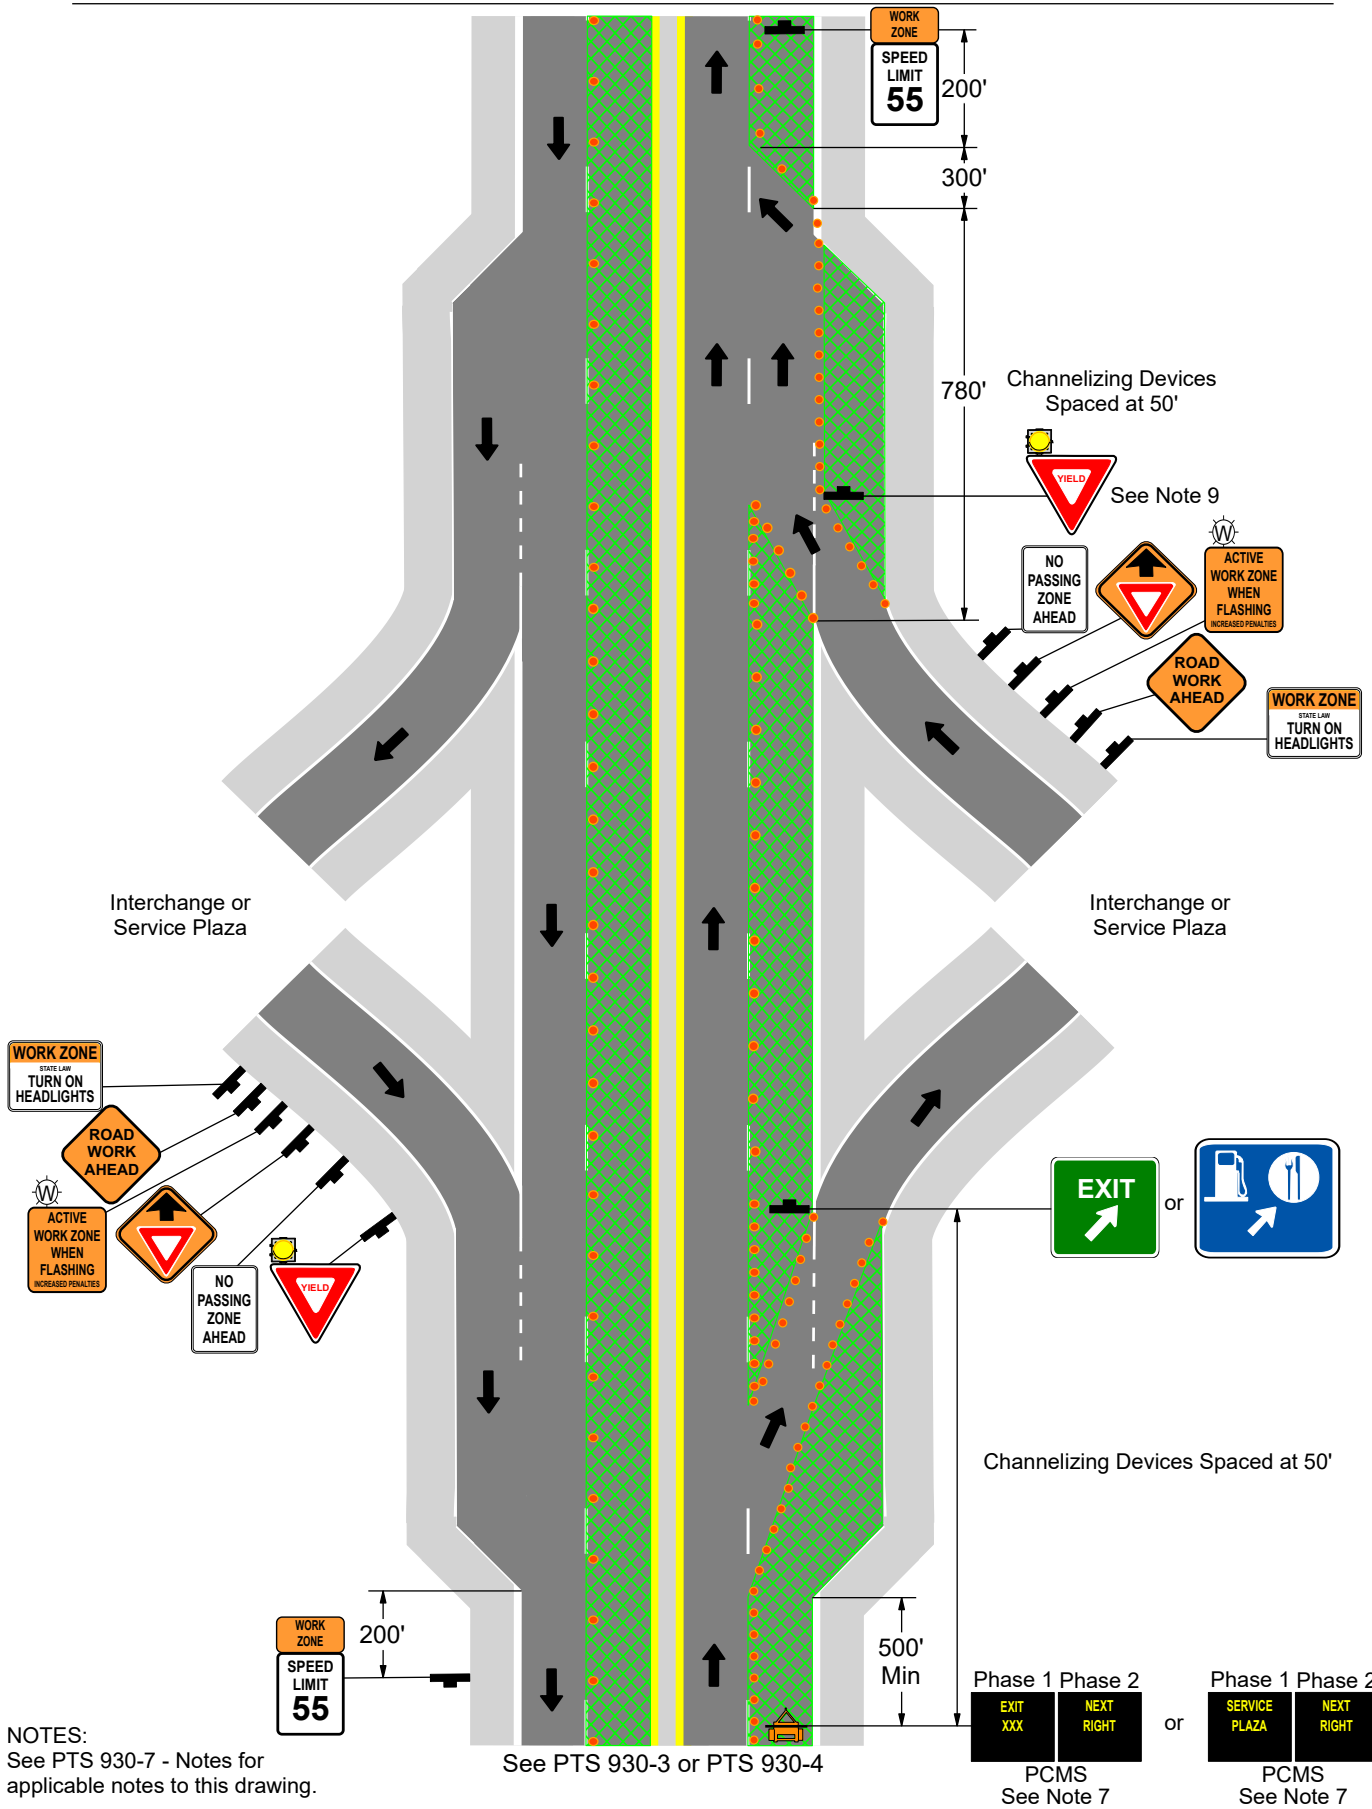 WORK
ZONE
SPEED
LIMIT
55
200'
300'
780'
Channelizing Devices
Spaced at 50'
YIELD
See Note 9
NO
PASSING
ZONE
AHEAD
W
ACTIVE
WORK ZONE
WHEN
FLASHING
INCREASED PENALTIES
ROAD
WORK
AHEAD
WORK ZONE
STATE LAW
TURN ON
HEADLIGHTS
Interchange or
Service Plaza
Interchange or
Service Plaza
WORK ZONE
STATE LAW
TURN ON
HEADLIGHTS
ROAD
WORK
AHEAD
W
ACTIVE
WORK ZONE
WHEN
FLASHING
INCREASED PENALTIES
NO
PASSING
ZONE
AHEAD
YIELD
EXIT
or
Channelizing Devices Spaced at 50'
WORK
ZONE
SPEED
LIMIT
55
200'
500'
Min
Phase 1 Phase 2
EXIT
XXX
NEXT
RIGHT
PCMS
See Note 7
or
Phase 1 Phase 2
SERVICE
PLAZA
NEXT
RIGHT
PCMS
See Note 7
See PTS 930-3 or PTS 930-4
NOTES:
See PTS 930-7 - Notes for
applicable notes to this drawing.